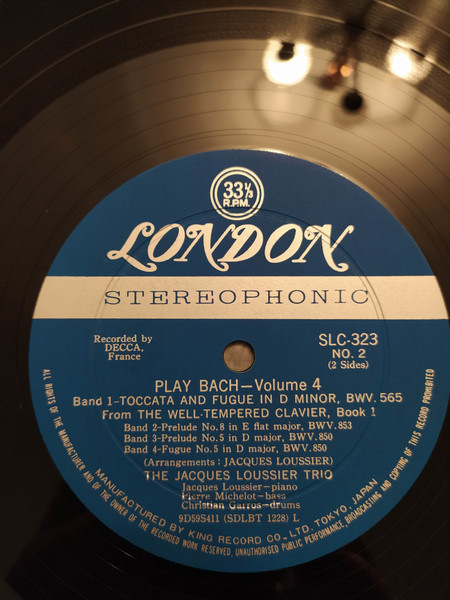 33⅓
R.P.M.
LONDON
STEREOPHONIC
Recorded by
DECCA,
France
SLC-323
NO. 2
(2 Sides)
PLAY BACH—Volume 4
Band 1-TOCCATA AND FUGUE IN D MINOR, BWV. 565
From THE WELL-TEMPERED CLAVIER, Book 1
Band 2-Prelude No. 8 in E flat major, BWV. 853
Band 3-Prelude No. 5 in D major, BWV. 850
Band 4-Fugue No. 5 in D major, BWV. 850
(Arrangements : JACQUES LOUSSIER)
THE JACQUES LOUSSIER TRIO
Jacques Loussier—piano
Pierre Michelot—bass
Christian Garros—drums
9D59S411 (SDLBT 1228) L
MANUFACTURED BY KING RECORD CO., LTD. TOKYO, JAPAN
ALL RIGHTS OF THE MANUFACTURER AND OF THE OWNER OF THE RECORDED WORK RESERVED. UNAUTHORISED PUBLIC PERFORMANCE, BROADCASTING AND COPYING OF THIS RECORD PROHIBITED